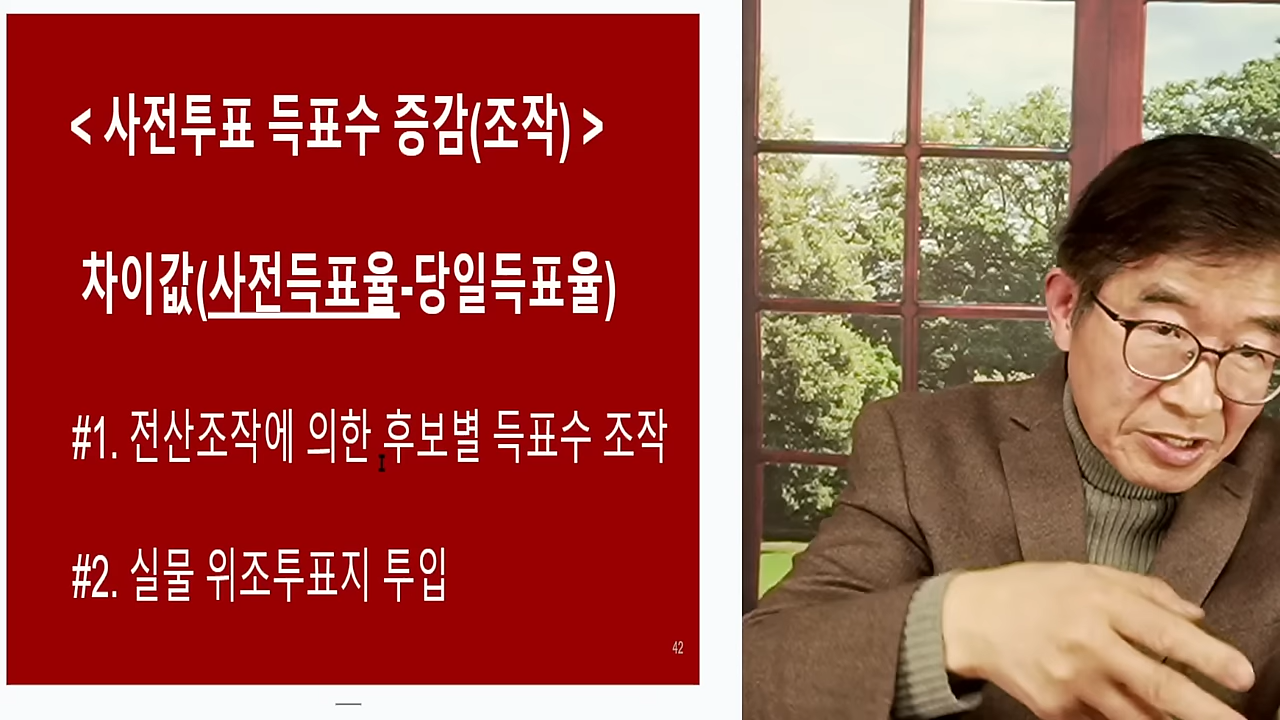 < 사전투표 득표수 증감(조작) >
차이값(사전득표율-당일득표율)
#1. 전산조작에 의한 후보별 득표수 조작
#2. 실물 위조투표지 투입
42